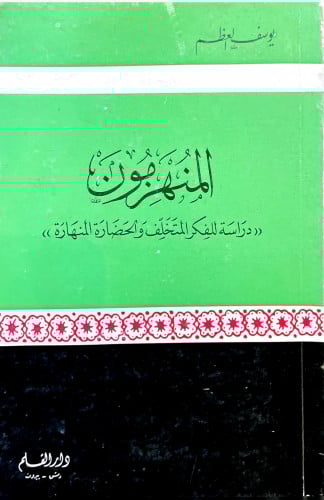 يوسف العظم
المنهزمون
((دراسة للفكر المتخلف والحضارة المنهارة))
دار القلم
دمشق - بيروت